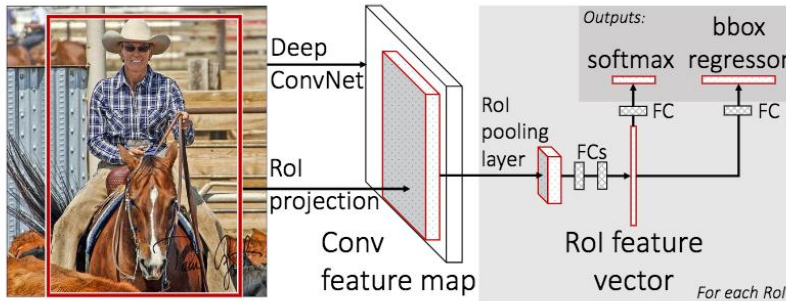 Outputs:
bbox
softmax
regressor
Deep
ConvNet
RoI
pooling
layer
FC
FC
FCs
RoI
projection
Conv
feature map
RoI feature
vector
For each RoI